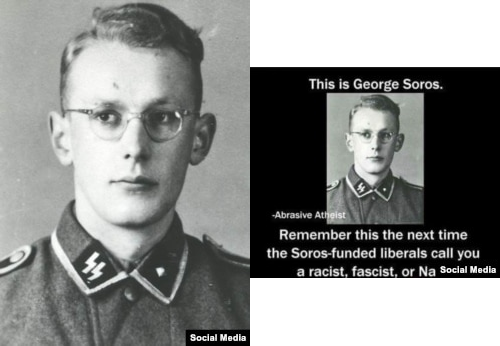 Social Media
This is George Soros.
-Abrasive Atheist
Remember this the next time
the Soros-funded liberals call you
a racist, fascist, or Na
Social Media